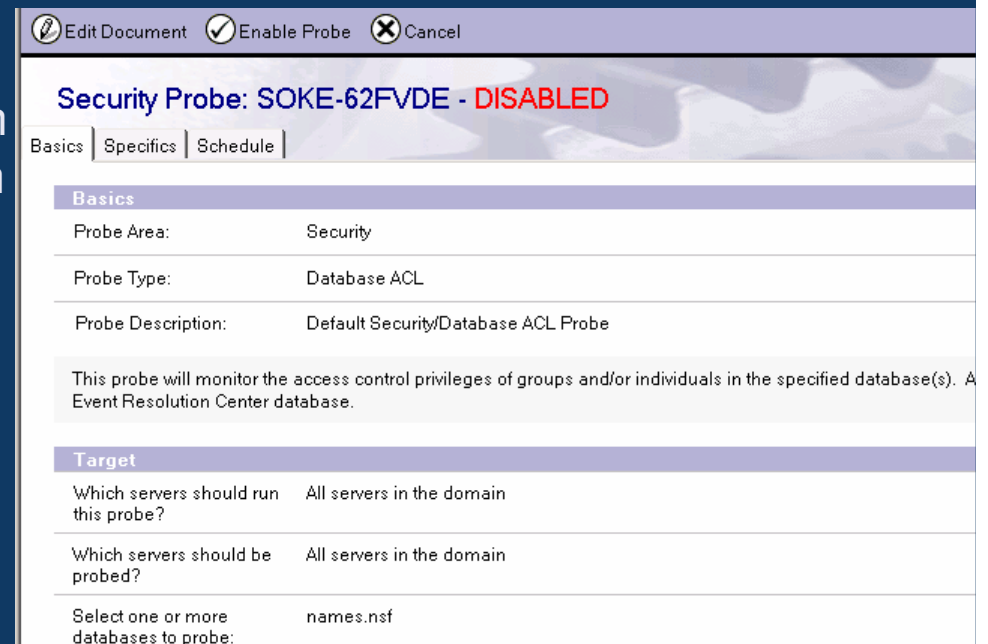 Edit Document Enable Probe Cancel
Security Probe: SOKE-62FVDE - DISABLED
Basics Specifics Schedule
Basics
Probe Area: Security
Probe Type: Database ACL
Probe Description: Default Security/Database ACL Probe
This probe will monitor the access control privileges of groups and/or individuals in the specified database(s). A
Event Resolution Center database.
Target
Which servers should run this probe? All servers in the domain
Which servers should be probed? All servers in the domain
Select one or more databases to probe: names.nsf